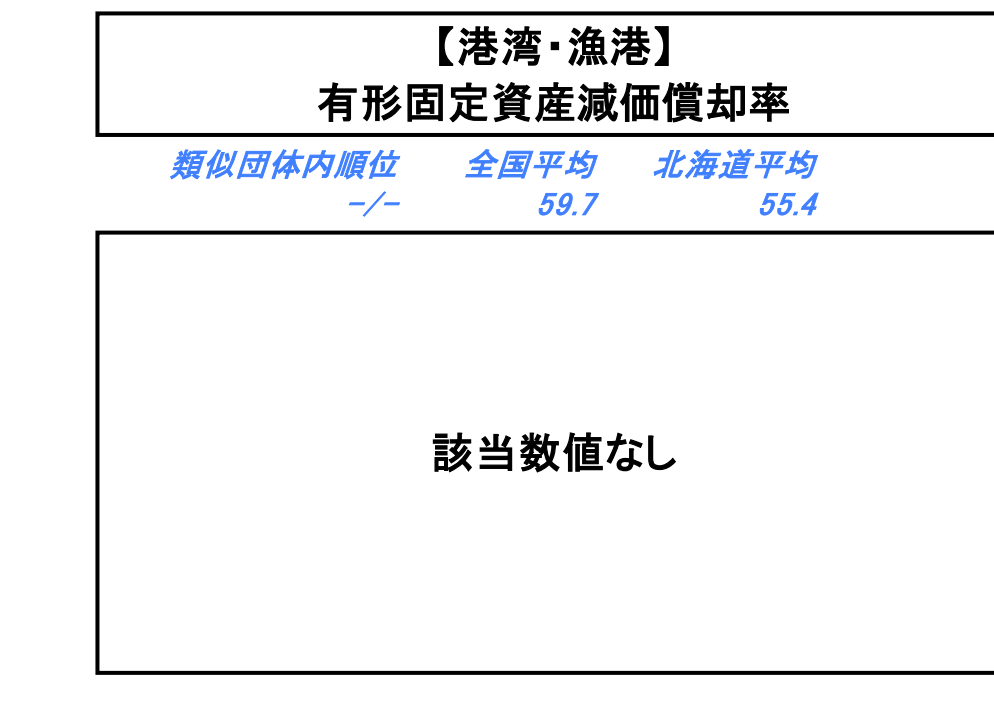 【港湾・漁港】
有形固定資産減価償却率
類似団体内順位 全国平均 北海道平均
-/- 59.7 55.4
該当数値なし